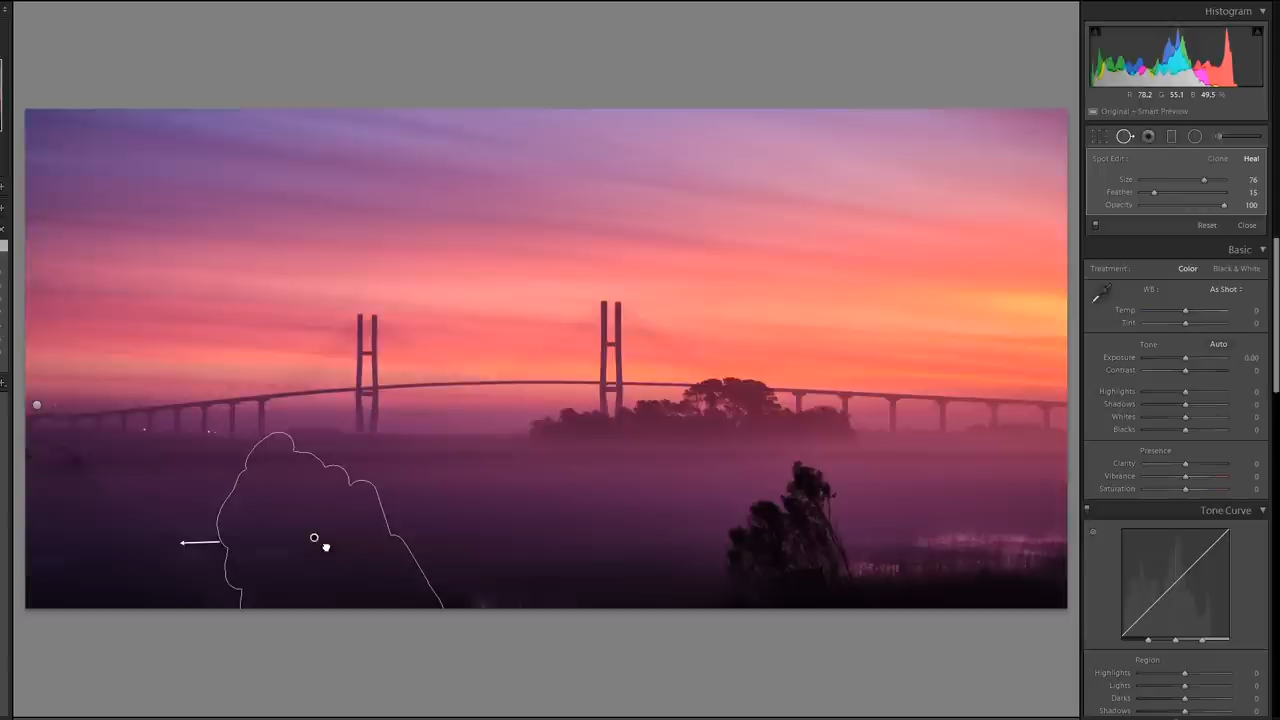 Histogram
R 78.2 G 55.1 B 49.5 %
Original - Smart Preview
Spot Edit: Clone Heal
Size 76
Feather 15
Opacity 100
Reset Close
Basic
Treatment: Color Black & White
WB: As Shot
Temp 0
Tint 0
Tone Auto
Exposure 0.00
Contrast 0
Highlights 0
Shadows 0
Whites 0
Blacks 0
Presence
Clarity 0
Vibrance 0
Saturation 0
Tone Curve
Region
Highlights 0
Lights 0
Darks 0
Shadows 0